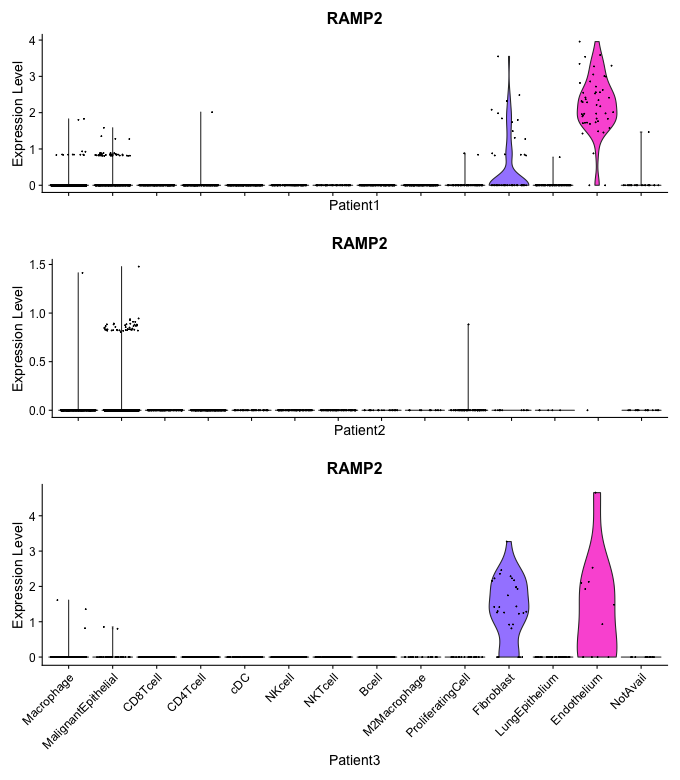 RAMP2
4
3
2
1
0
Expression Level
Patient1
RAMP2
1.5
1.0
0.5
0.0
Expression Level
Patient2
RAMP2
4
3
2
1
0
Expression Level
Macrophage
MalignantEpithelial
CD8Tcell
CD4Tcell
cDC
NKcell
NKTcell
Bcell
M2Macrophage
ProliferatingCell
Fibroblast
LungEpithelium
Endothelium
NotAvail
Patient3